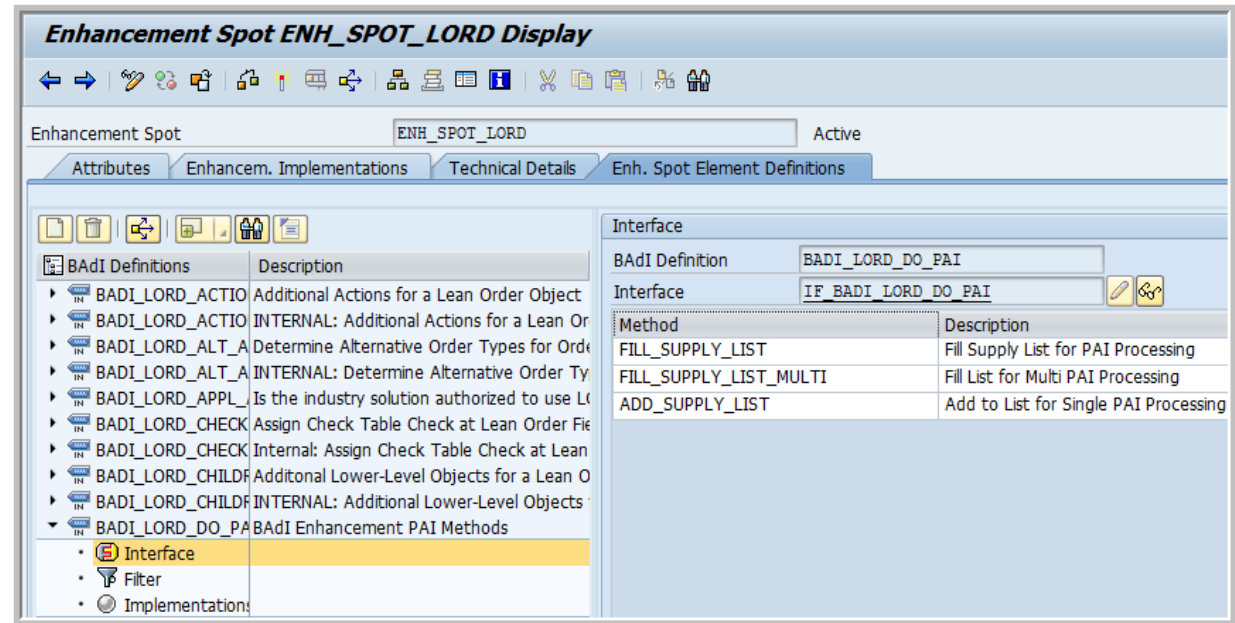 Enhancement Spot ENH_SPOT_LORD Display
Enhancement Spot ENH_SPOT_LORD Active
Attributes Enhancem. Implementations Technical Details Enh. Spot Element Definitions
BAdI Definitions Description
BADI_LORD_ACTIO Additional Actions for a Lean Order Object
BADI_LORD_ACTIO INTERNAL: Additional Actions for a Lean Or
BADI_LORD_ALT_A Determine Alternative Order Types for Orde
BADI_LORD_ALT_A INTERNAL: Determine Alternative Order Ty
BADI_LORD_APPL_ Is the industry solution authorized to use L
BADI_LORD_CHECK Assign Check Table Check at Lean Order Fie
BADI_LORD_CHECK Internal: Assign Check Table Check at Lean
BADI_LORD_CHILDR Additonal Lower-Level Objects for a Lean O
BADI_LORD_CHILDR INTERNAL: Additional Lower-Level Objects
BADI_LORD_DO_PA BAdI Enhancement PAI Methods
Interface
Filter
Implementations
Interface
BAdI Definition BADI_LORD_DO_PAI
Interface IF_BADI_LORD_DO_PAI
Method Description
FILL_SUPPLY_LIST Fill Supply List for PAI Processing
FILL_SUPPLY_LIST_MULTI Fill List for Multi PAI Processing
ADD_SUPPLY_LIST Add to List for Single PAI Processing